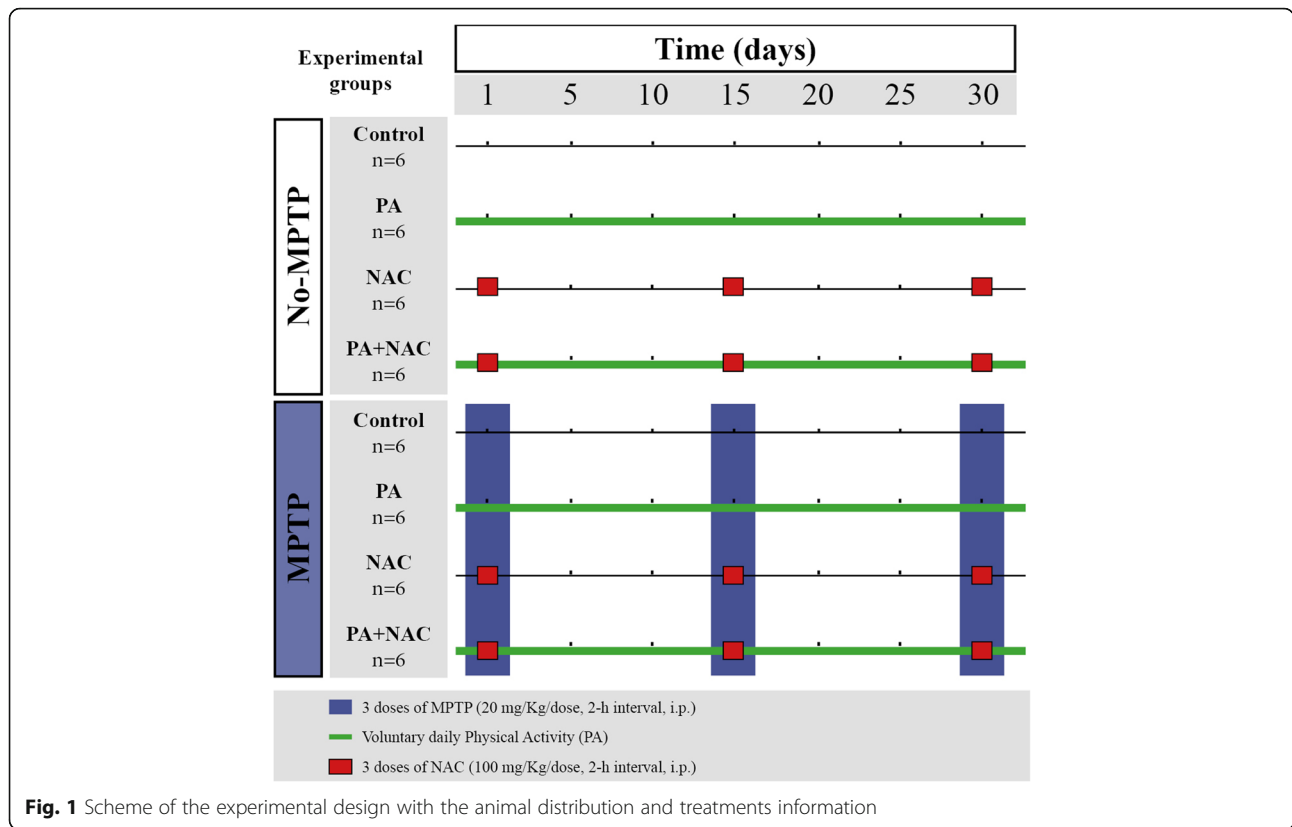 Experimental
groups
Time (days)
1 5 10 15 20 25 30
No-MPTP
Control
n=6
PA
n=6
NAC
n=6
PA+NAC
n=6
MPTP
Control
n=6
PA
n=6
NAC
n=6
PA+NAC
n=6
3 doses of MPTP (20 mg/Kg/dose, 2-h interval, i.p.)
Voluntary daily Physical Activity (PA)
3 doses of NAC (100 mg/Kg/dose, 2-h interval, i.p.)
Fig. 1 Scheme of the experimental design with the animal distribution and treatments information